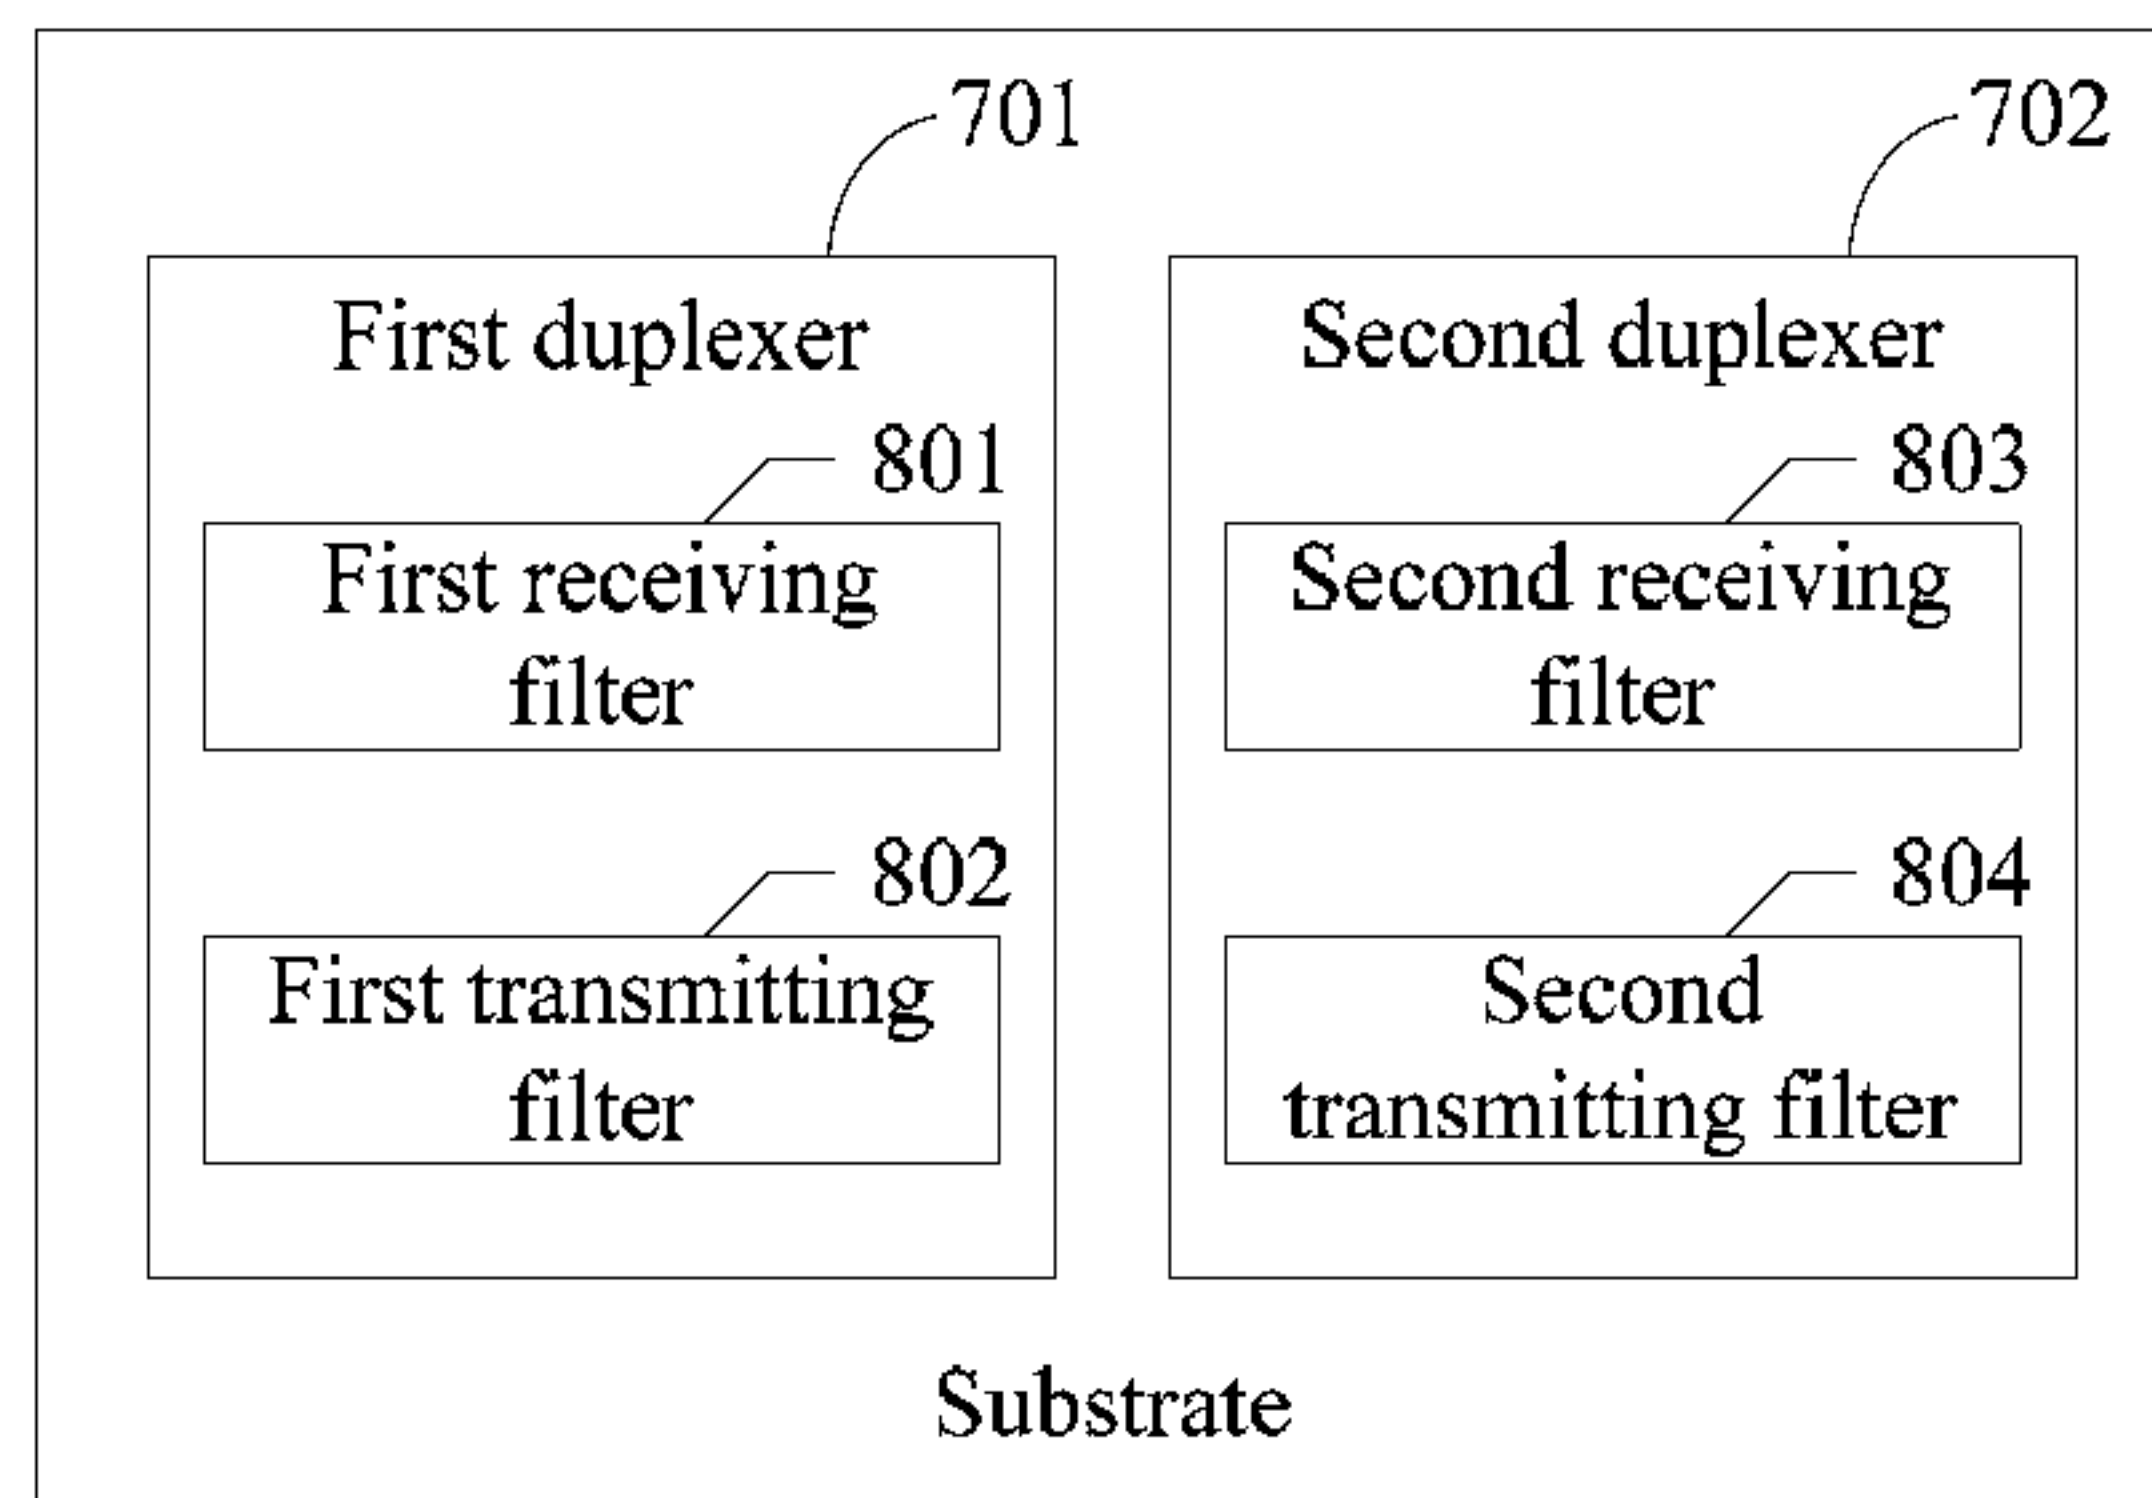 701
First duplexer
801
First receiving
filter
802
First transmitting
filter
702
Second duplexer
803
Second receiving
filter
804
Second
transmitting filter
Substrate